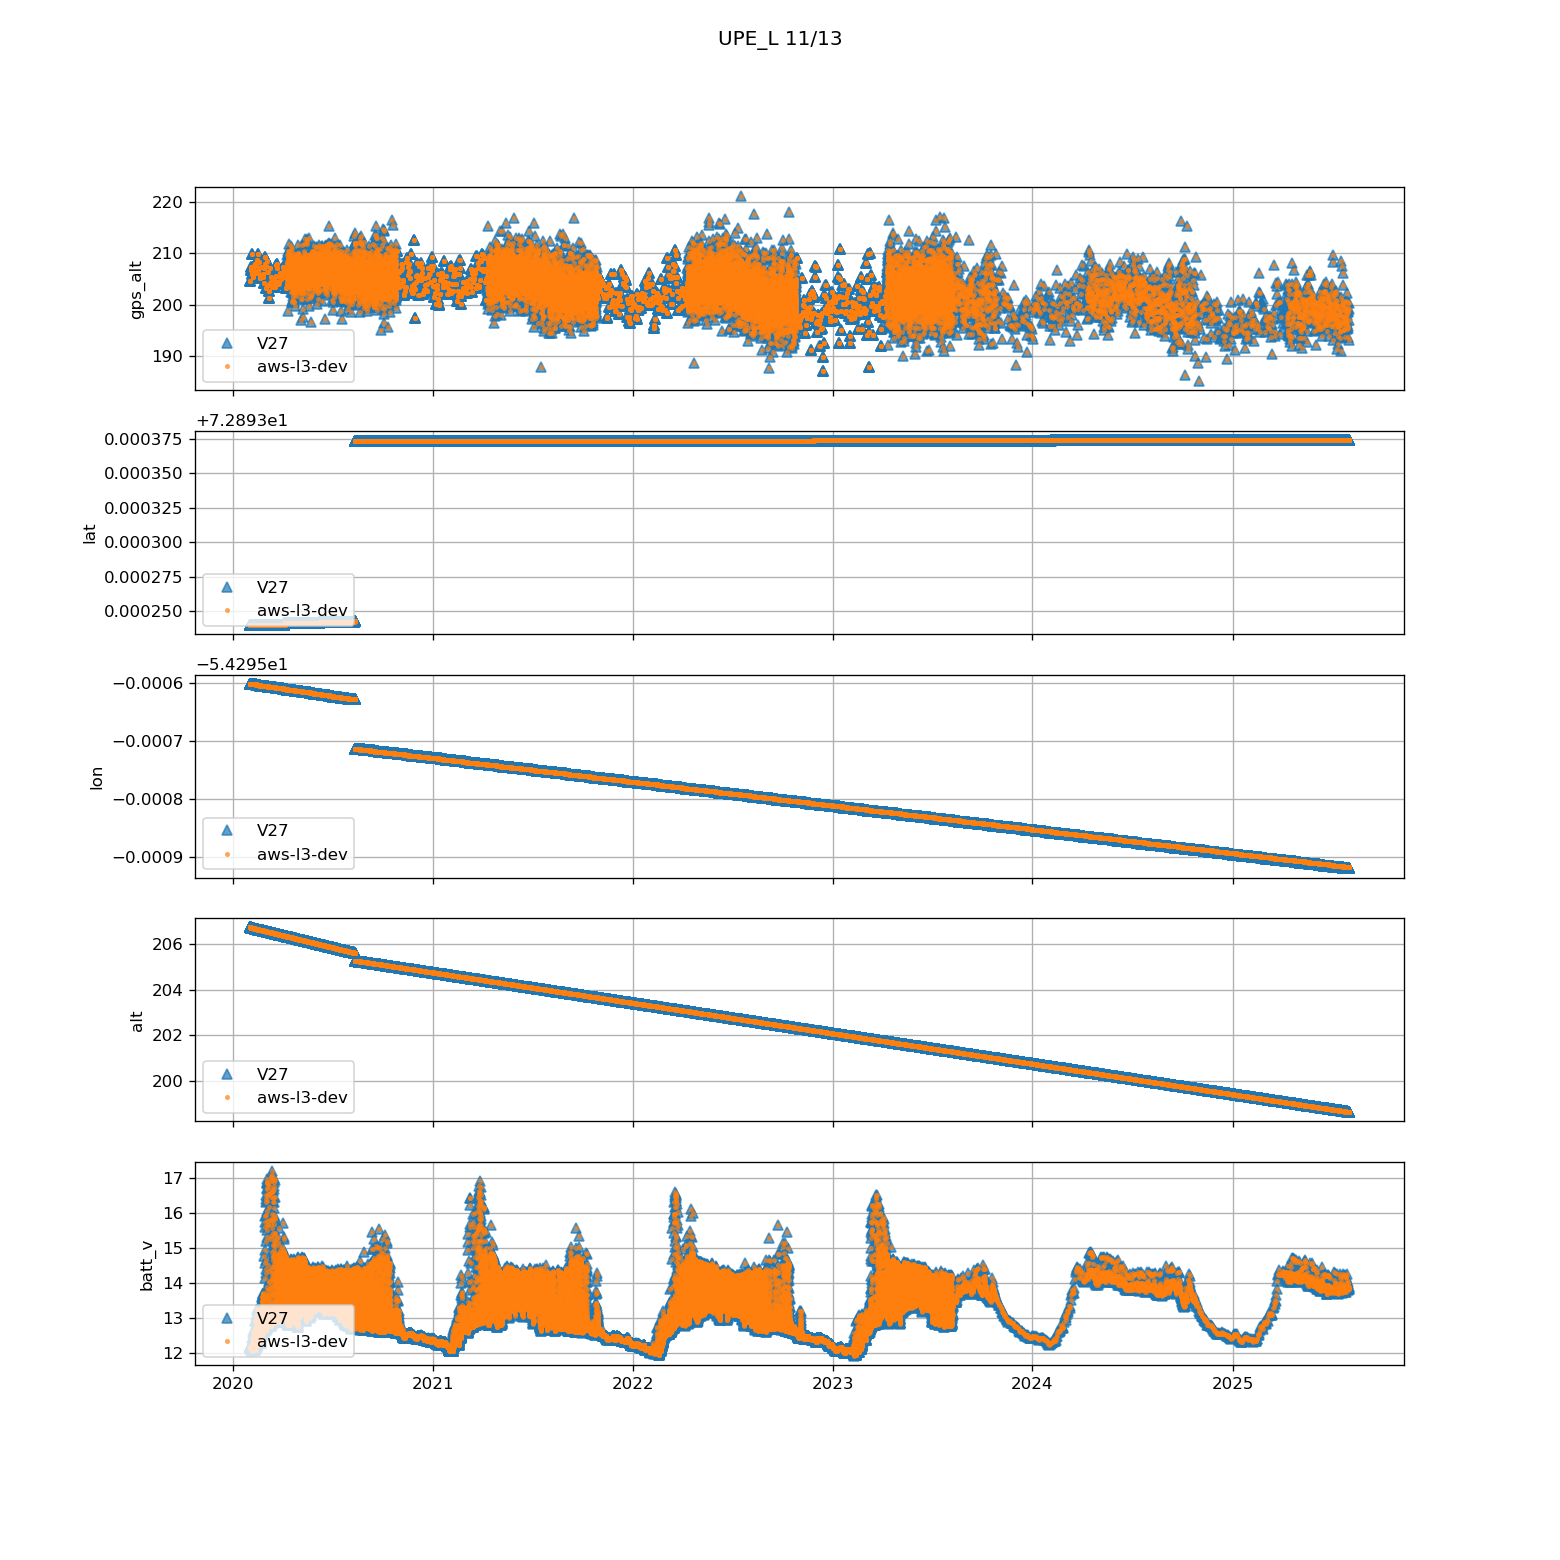 UPE_L 11/13
220
210
200
190
gps_alt
V27
aws-l3-dev
+7.2893e1
0.000375
0.000350
0.000325
0.000300
0.000275
0.000250
lat
V27
aws-l3-dev
−5.4295e1
−0.0006
−0.0007
−0.0008
−0.0009
lon
V27
aws-l3-dev
206
204
202
200
alt
V27
aws-l3-dev
17
16
15
14
13
12
batt_v
V27
aws-l3-dev
2020 2021 2022 2023 2024 2025